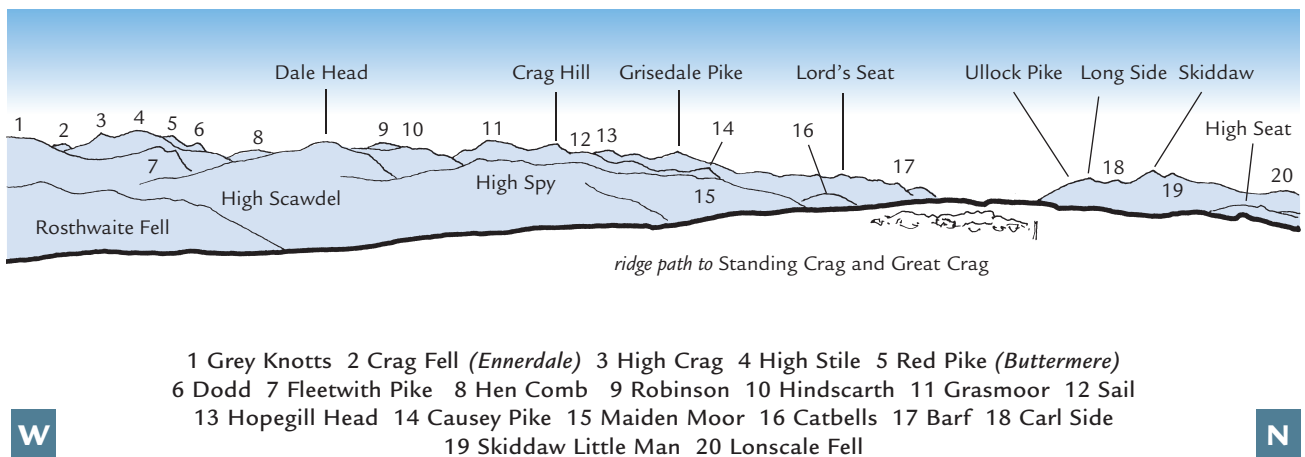 Dale Head Crag Hill Grisedale Pike Lord's Seat Ullock Pike Long Side Skiddaw
1 2 3 4 5 6 7 8 9 10 11 12 13 14 16 17 18 19 High Seat 20
High Scawdel High Spy 15
Rosthwaite Fell
ridge path to Standing Crag and Great Crag
1 Grey Knotts 2 Crag Fell (Ennerdale) 3 High Crag 4 High Stile 5 Red Pike (Buttermere)
6 Dodd 7 Fleetwith Pike 8 Hen Comb 9 Robinson 10 Hindscarth 11 Grasmoor 12 Sail
13 Hopegill Head 14 Causey Pike 15 Maiden Moor 16 Catbells 17 Barf 18 Carl Side
19 Skiddaw Little Man 20 Lonscale Fell
W
N